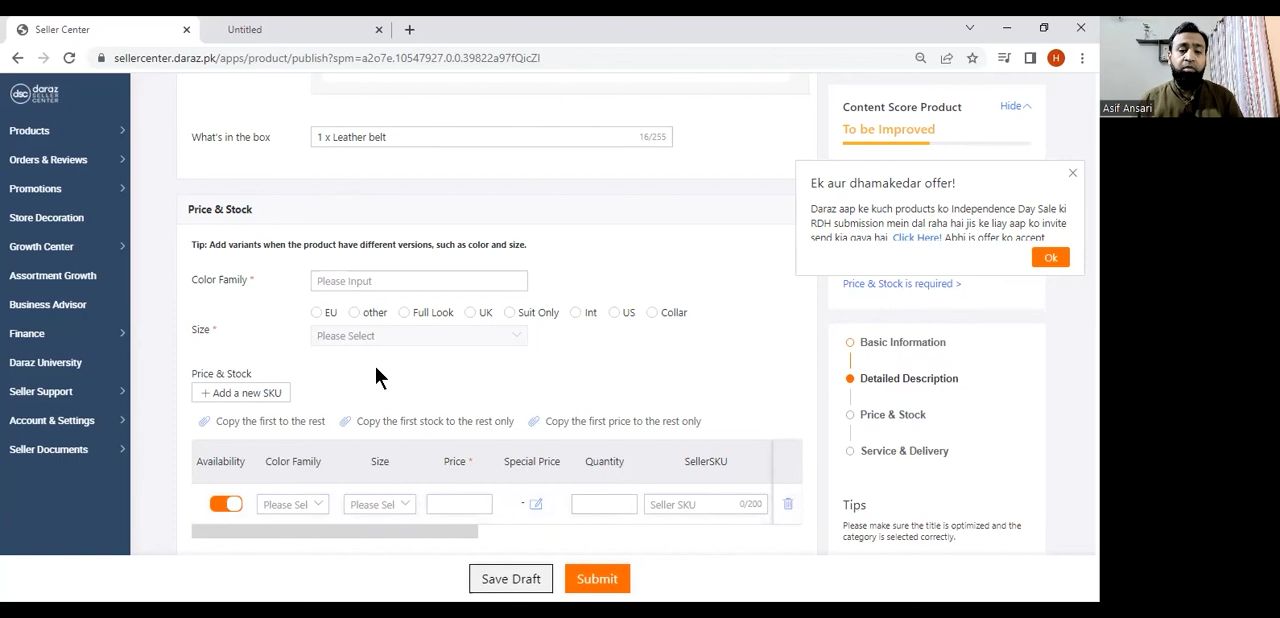 Seller Center
Untitled
sellercenter.daraz.pk/apps/product/publish?spm=a2o7e.10547927.0.0.39822a97fQicZl
H
dsc daraz SELLER CENTER
Products
Orders & Reviews
Promotions
Store Decoration
Growth Center
Assortment Growth
Business Advisor
Finance
Daraz University
Seller Support
Account & Settings
Seller Documents
What's in the box
1 x Leather belt
16/255
Price & Stock
Tip: Add variants when the product have different versions, such as color and size.
Color Family *
Please Input
EU other Full Look UK Suit Only Int US Collar
Size *
Please Select
Price & Stock
+ Add a new SKU
Copy the first to the rest Copy the first stock to the rest only Copy the first price to the rest only
Availability Color Family Size Price * Special Price Quantity SellerSKU
Please Sel Please Sel - Seller SKU 0/200
Save Draft Submit
Content Score Product Hide
To be Improved
Ek aur dhamakedar offer!
Daraz aap ke kuch products ko Independence Day Sale ki
RDH submission mein dal raha hai jis ke liay aap ko invite
send kia gaya hai. Click Here! Abhi is offer ko accept
Ok
Price & Stock is required >
Basic Information
Detailed Description
Price & Stock
Service & Delivery
Tips
Please make sure the title is optimized and the
category is selected correctly.
Asif Ansari